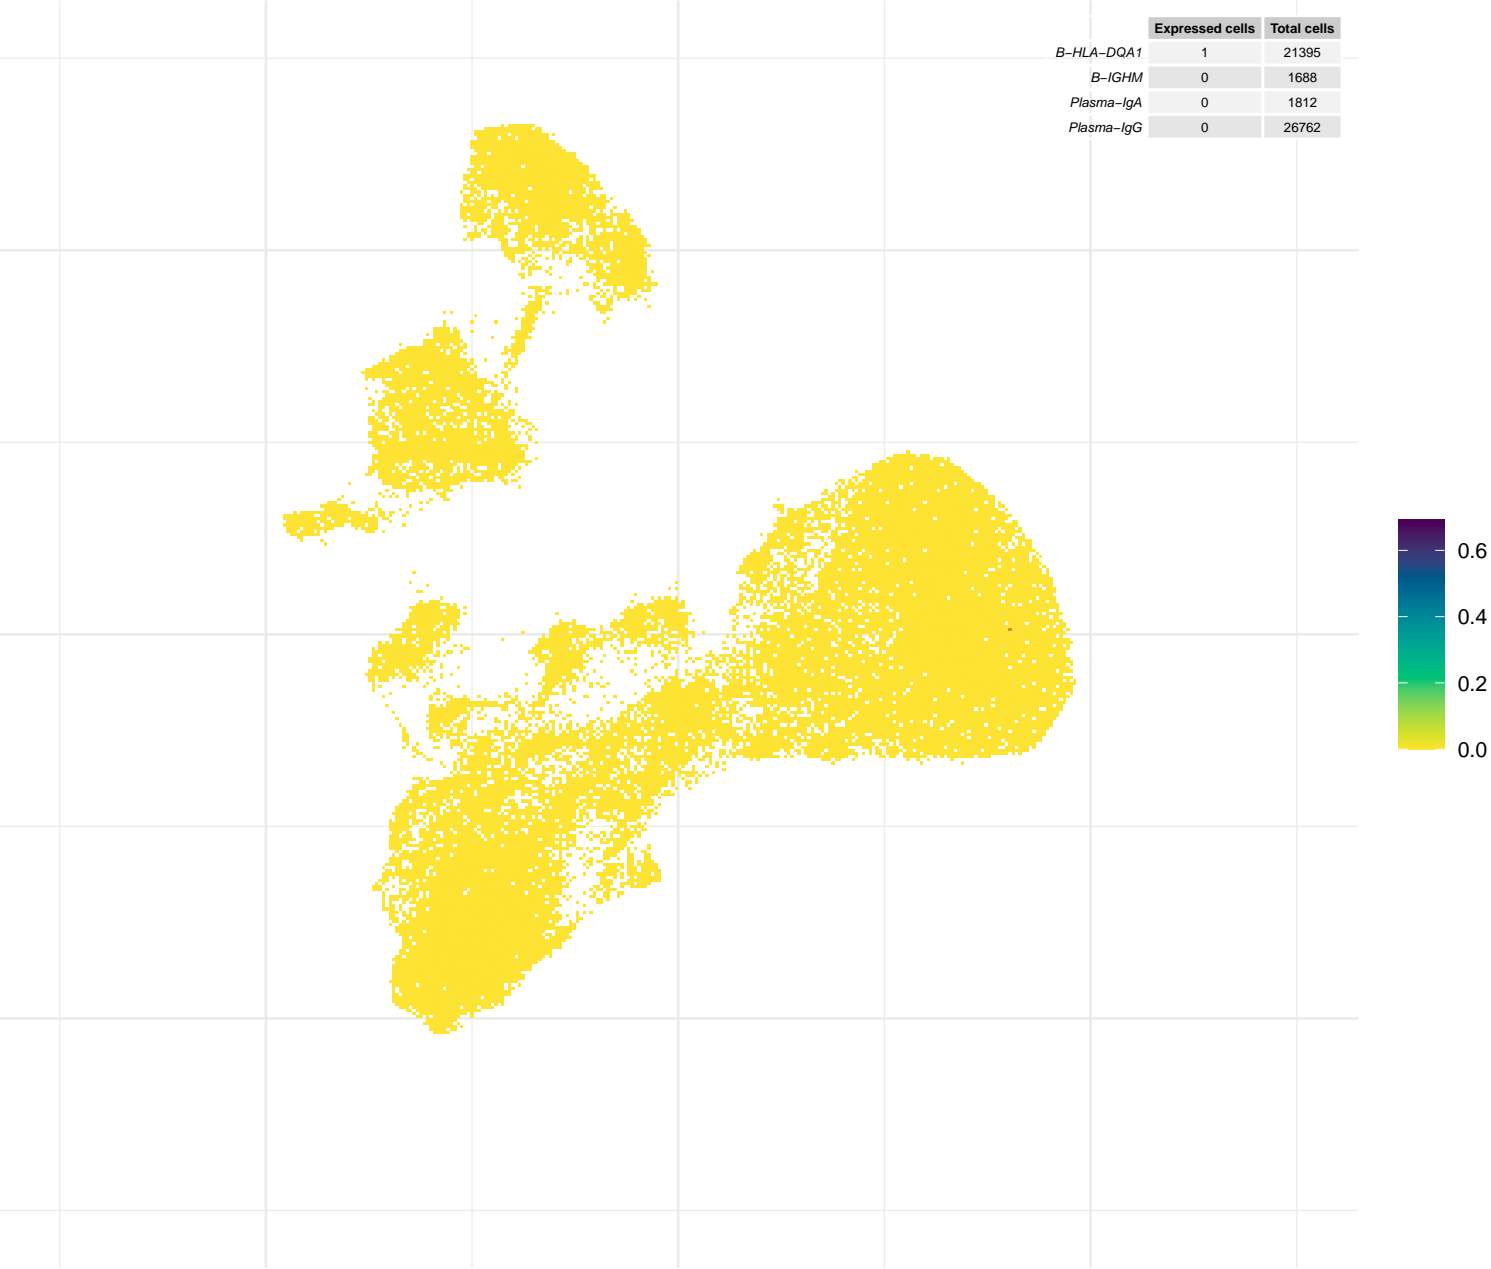 Expressed cells Total cells
B−HLA−DQA1 1 21395
B−IGHM 0 1688
Plasma−IgA 0 1812
Plasma−IgG 0 26762
0.6
0.4
0.2
0.0